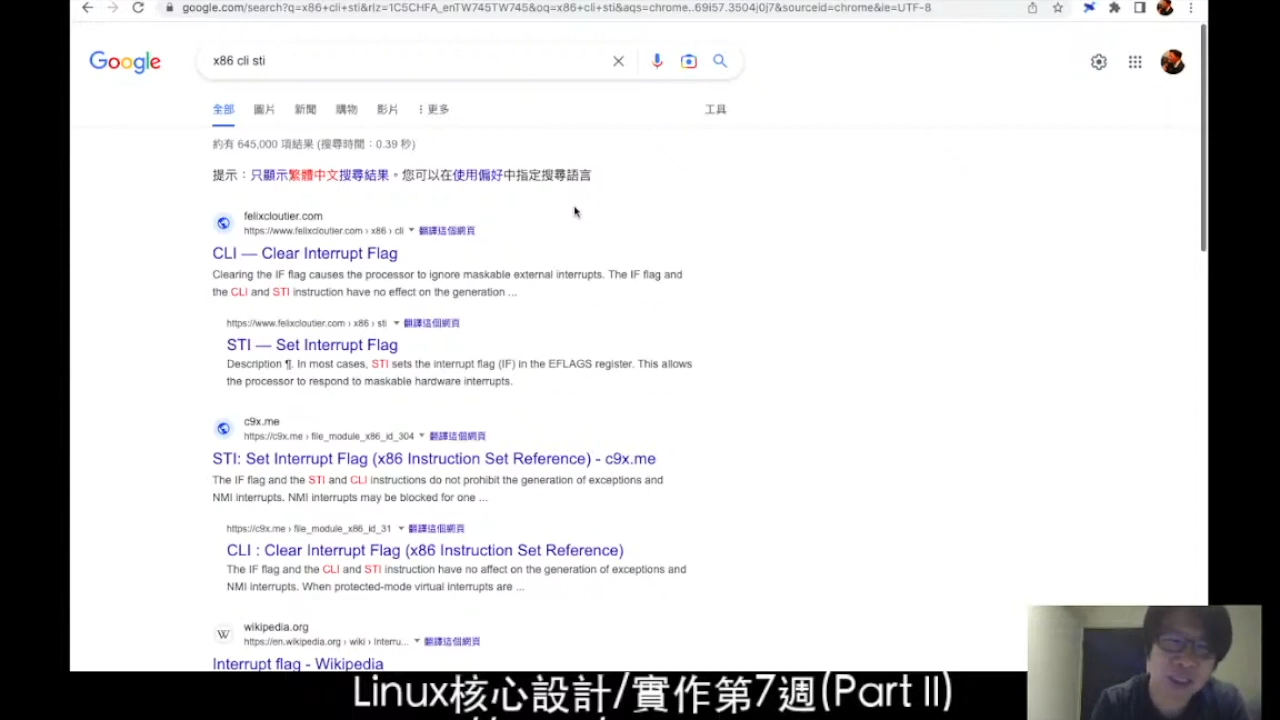 google.com/search?q=x86+cli+sti&rlz=1C5CHFA_enTW745TW745&oq=x86+cli+sti&aqs=chrome..69i57.3504j0j7&sourceid=chrome&ie=UTF-8
Google
x86 cli sti
全部 圖片 新聞 購物 影片 更多 工具
約有 645,000 項結果 (搜尋時間：0.39 秒)
提示：只顯示繁體中文搜尋結果。您可以在使用偏好中指定搜尋語言
felixcloutier.com
https://www.felixcloutier.com › x86 › cli 翻譯這個網頁
CLI — Clear Interrupt Flag
Clearing the IF flag causes the processor to ignore maskable external interrupts. The IF flag and
the CLI and STI instruction have no effect on the generation ...
https://www.felixcloutier.com › x86 › sti 翻譯這個網頁
STI — Set Interrupt Flag
Description ¶. In most cases, STI sets the interrupt flag (IF) in the EFLAGS register. This allows
the processor to respond to maskable hardware interrupts.
c9x.me
https://c9x.me › file_module_x86_id_304 翻譯這個網頁
STI: Set Interrupt Flag (x86 Instruction Set Reference) - c9x.me
The IF flag and the STI and CLI instructions do not prohibit the generation of exceptions and
NMI interrupts. NMI interrupts may be blocked for one ...
https://c9x.me › file_module_x86_id_31 翻譯這個網頁
CLI : Clear Interrupt Flag (x86 Instruction Set Reference)
The IF flag and the CLI and STI instruction have no affect on the generation of exceptions and
NMI interrupts. When protected-mode virtual interrupts are ...
W
wikipedia.org
https://en.wikipedia.org › wiki › Interru... 翻譯這個網頁
Interrupt flag - Wikipedia
Linux核心設計/實作第7週(Part II)